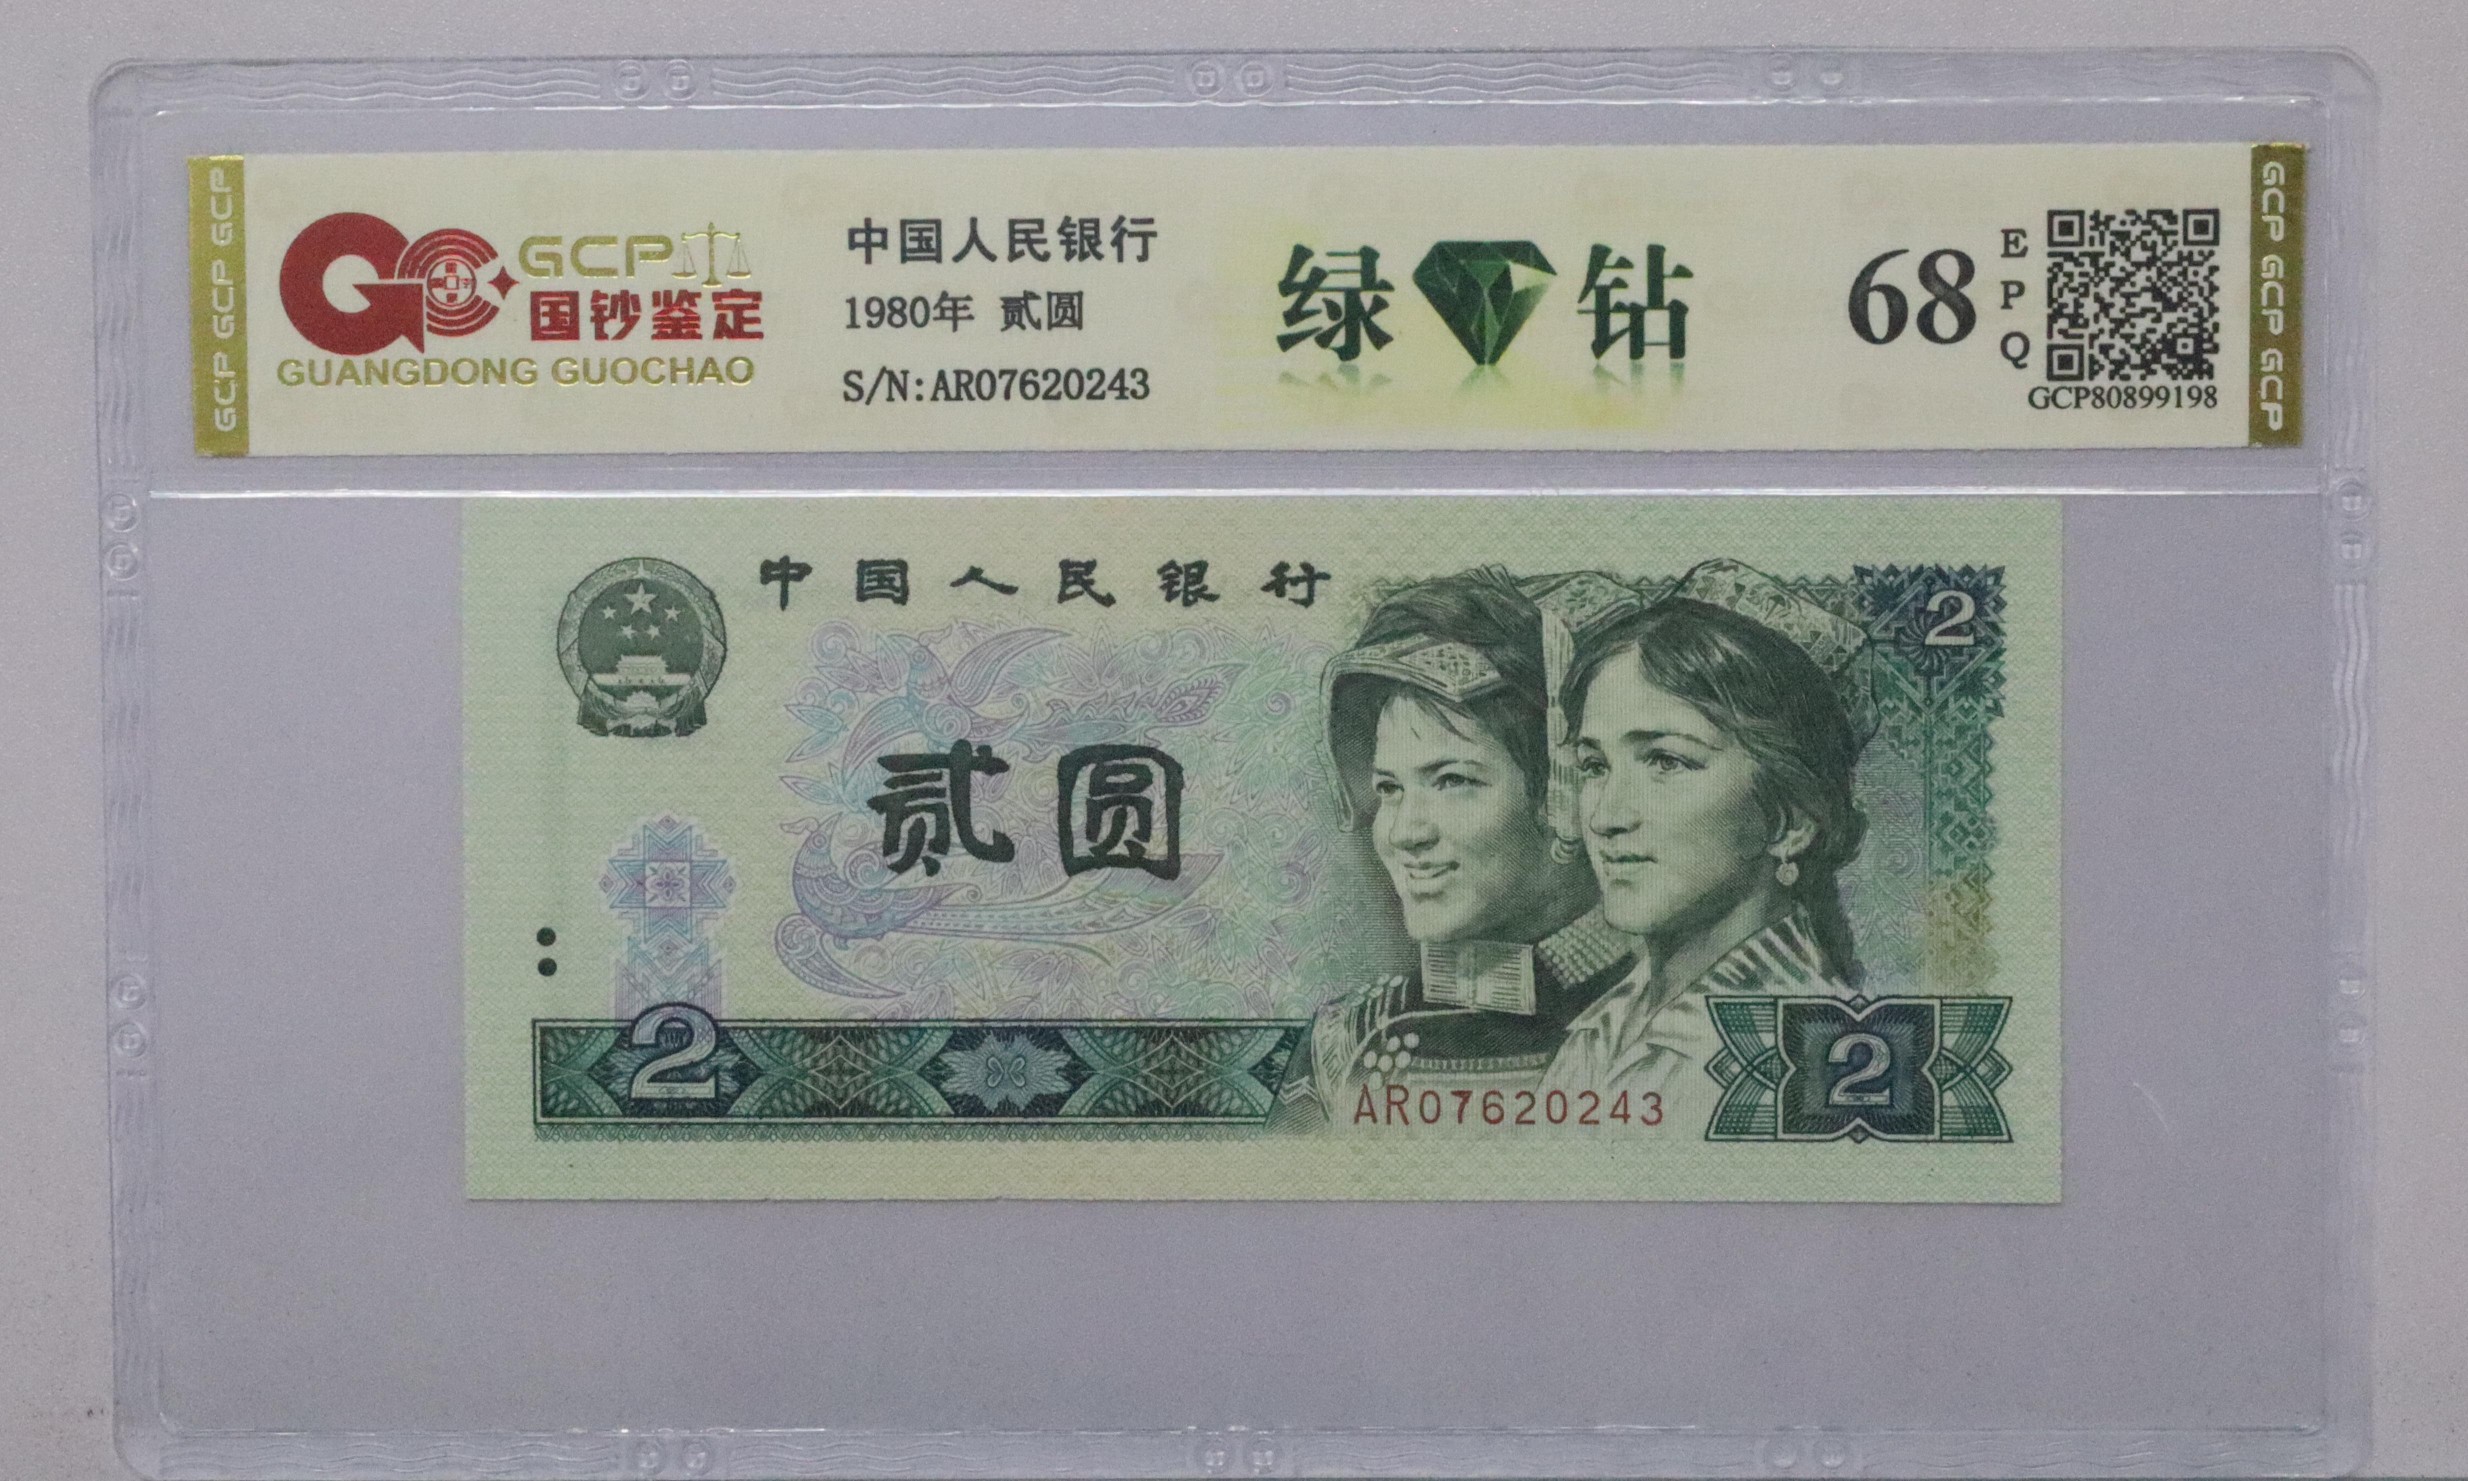 GCP GCP GCP
GCP
国钞鉴定
GUANGDONG GUOCHAO
中国人民银行
1980年 贰圆
S/N:AR07620243
绿钻
68
EPQ
GCP80899198
GCP GCP GCP
中国人民银行
2
贰圆
2
AR07620243
2